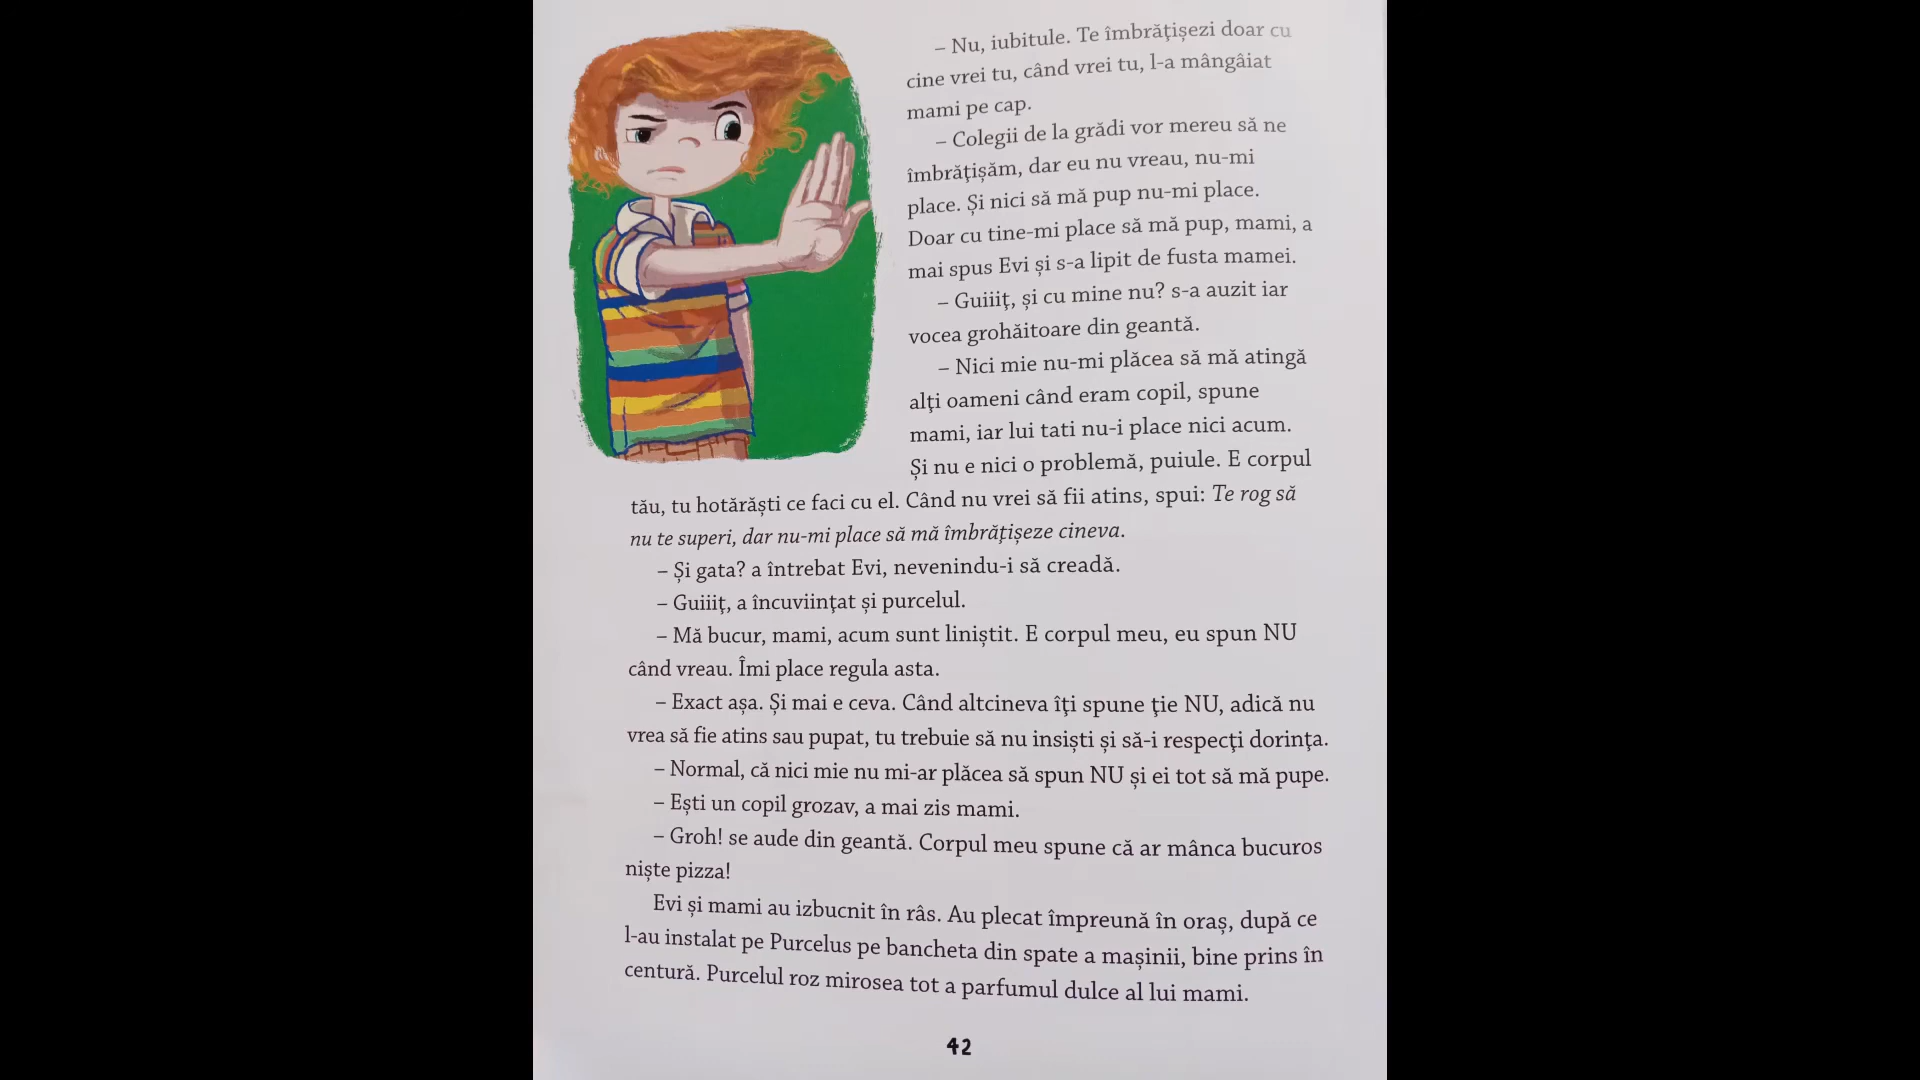 – Nu, iubitule. Te îmbrățișezi doar cu
cine vrei tu, când vrei tu, l-a mângâiat
mami pe cap.
– Colegii de la grădi vor mereu să ne
îmbrățișăm, dar eu nu vreau, nu-mi
place. Și nici să mă pup nu-mi place.
Doar cu tine-mi place să mă pup, mami, a
mai spus Evi și s-a lipit de fusta mamei.
– Guiiiț, și cu mine nu? s-a auzit iar
vocea grohăitoare din geantă.
– Nici mie nu-mi plăcea să mă atingă
alți oameni când eram copil, spune
mami, iar lui tati nu-i place nici acum.
Și nu e nici o problemă, puiule. E corpul
tău, tu hotărăști ce faci cu el. Când nu vrei să fii atins, spui: Te rog să
nu te superi, dar nu-mi place să mă îmbrățișeze cineva.
– Și gata? a întrebat Evi, nevenindu-i să creadă.
– Guiiiț, a încuviințat și purcelul.
– Mă bucur, mami, acum sunt liniștit. E corpul meu, eu spun NU
când vreau. Îmi place regula asta.
– Exact așa. Și mai e ceva. Când altcineva îți spune ție NU, adică nu
vrea să fie atins sau pupat, tu trebuie să nu insiști și să-i respecți dorința.
– Normal, că nici mie nu mi-ar plăcea să spun NU și ei tot să mă pupe.
– Ești un copil grozav, a mai zis mami.
– Groh! se aude din geantă. Corpul meu spune că ar mânca bucuros
niște pizza!
Evi și mami au izbucnit în râs. Au plecat împreună în oraș, după ce
l-au instalat pe Purcelus pe bancheta din spate a mașinii, bine prins în
centură. Purcelul roz mirosea tot a parfumul dulce al lui mami.
42